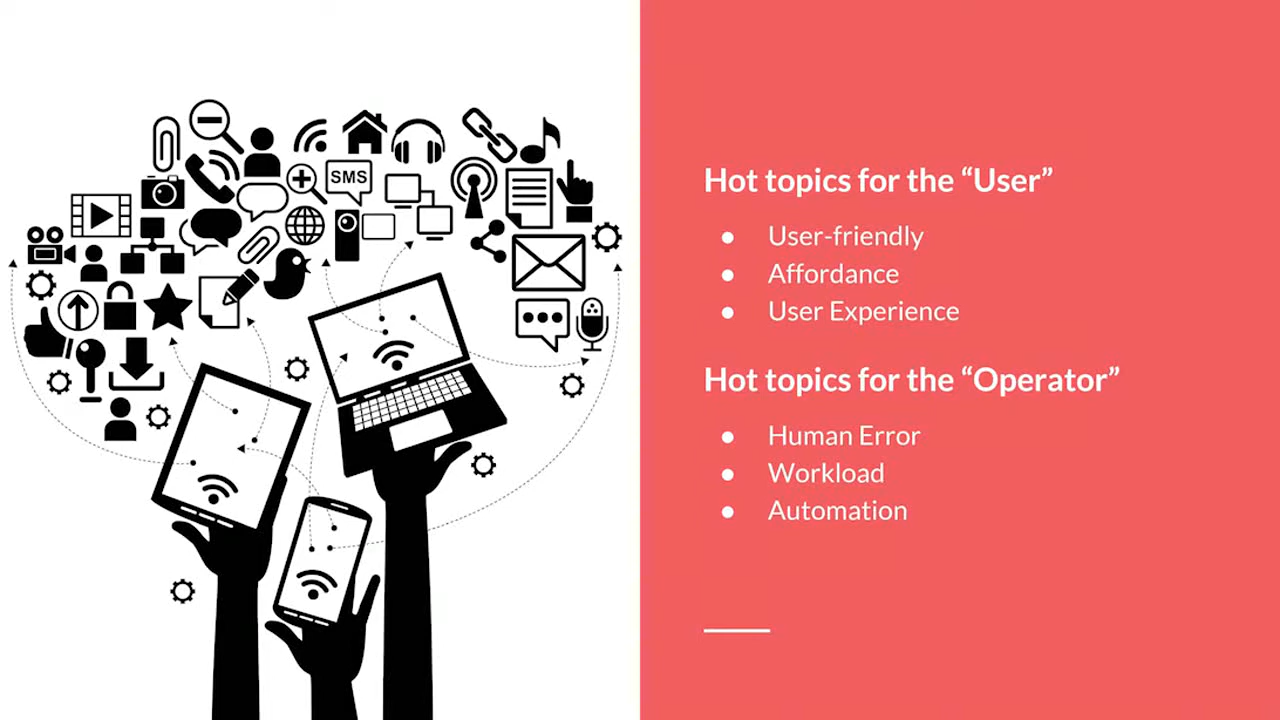 SMS
Hot topics for the “User”
● User-friendly
● Affordance
● User Experience
Hot topics for the “Operator”
● Human Error
● Workload
● Automation